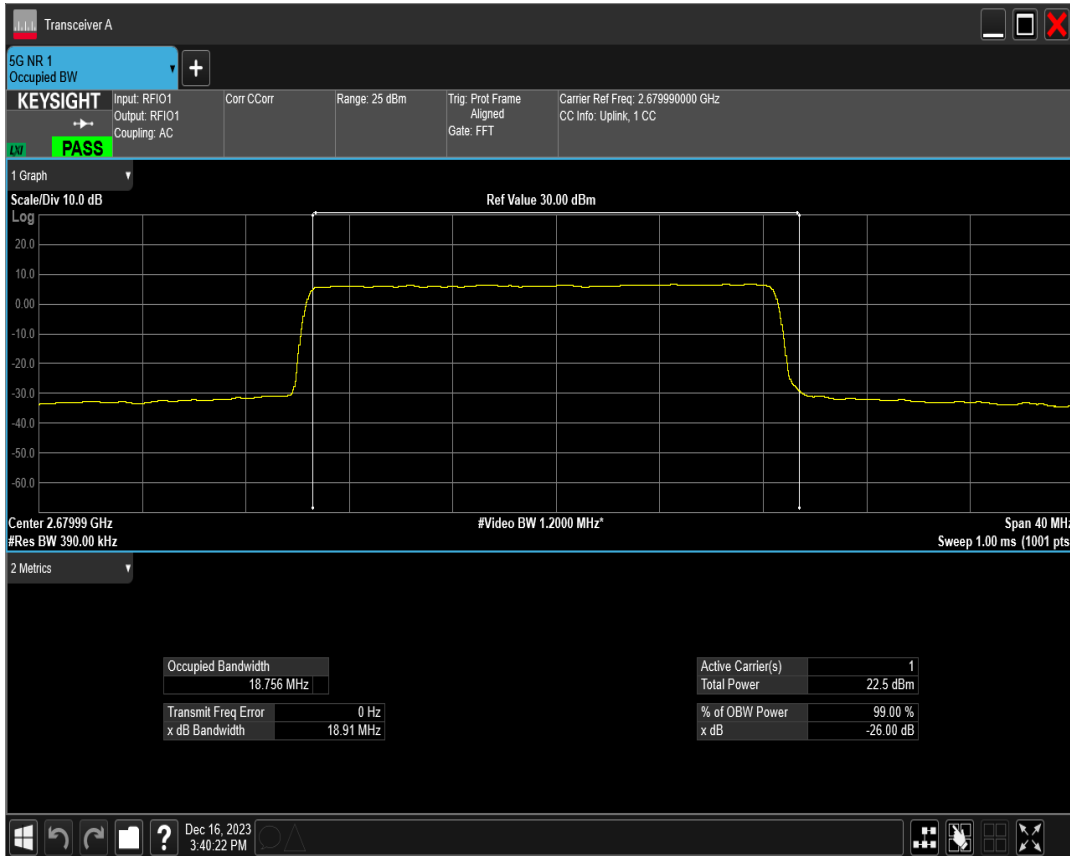 Transceiver A
5G NR 1
Occupied BW
+
KEYSIGHT
LXI
PASS
Input: RFIO1
Output: RFIO1
Coupling: AC
Corr CCorr
Range: 25 dBm
Trig: Prot Frame
Aligned
Gate: FFT
Carrier Ref Freq: 2.679990000 GHz
CC Info: Uplink, 1 CC
1 Graph
Scale/Div 10.0 dB
Ref Value 30.00 dBm
Log
20.0
10.0
0.00
-10.0
-20.0
-30.0
-40.0
-50.0
-60.0
Center 2.67999 GHz
#Video BW 1.2000 MHz*
Span 40 MHz
#Res BW 390.00 kHz
Sweep 1.00 ms (1001 pts
2 Metrics
Occupied Bandwidth
18.756 MHz
Transmit Freq Error 0 Hz
x dB Bandwidth 18.91 MHz
Active Carrier(s) 1
Total Power 22.5 dBm
% of OBW Power 99.00 %
x dB -26.00 dB
?
Dec 16, 2023
3:40:22 PM